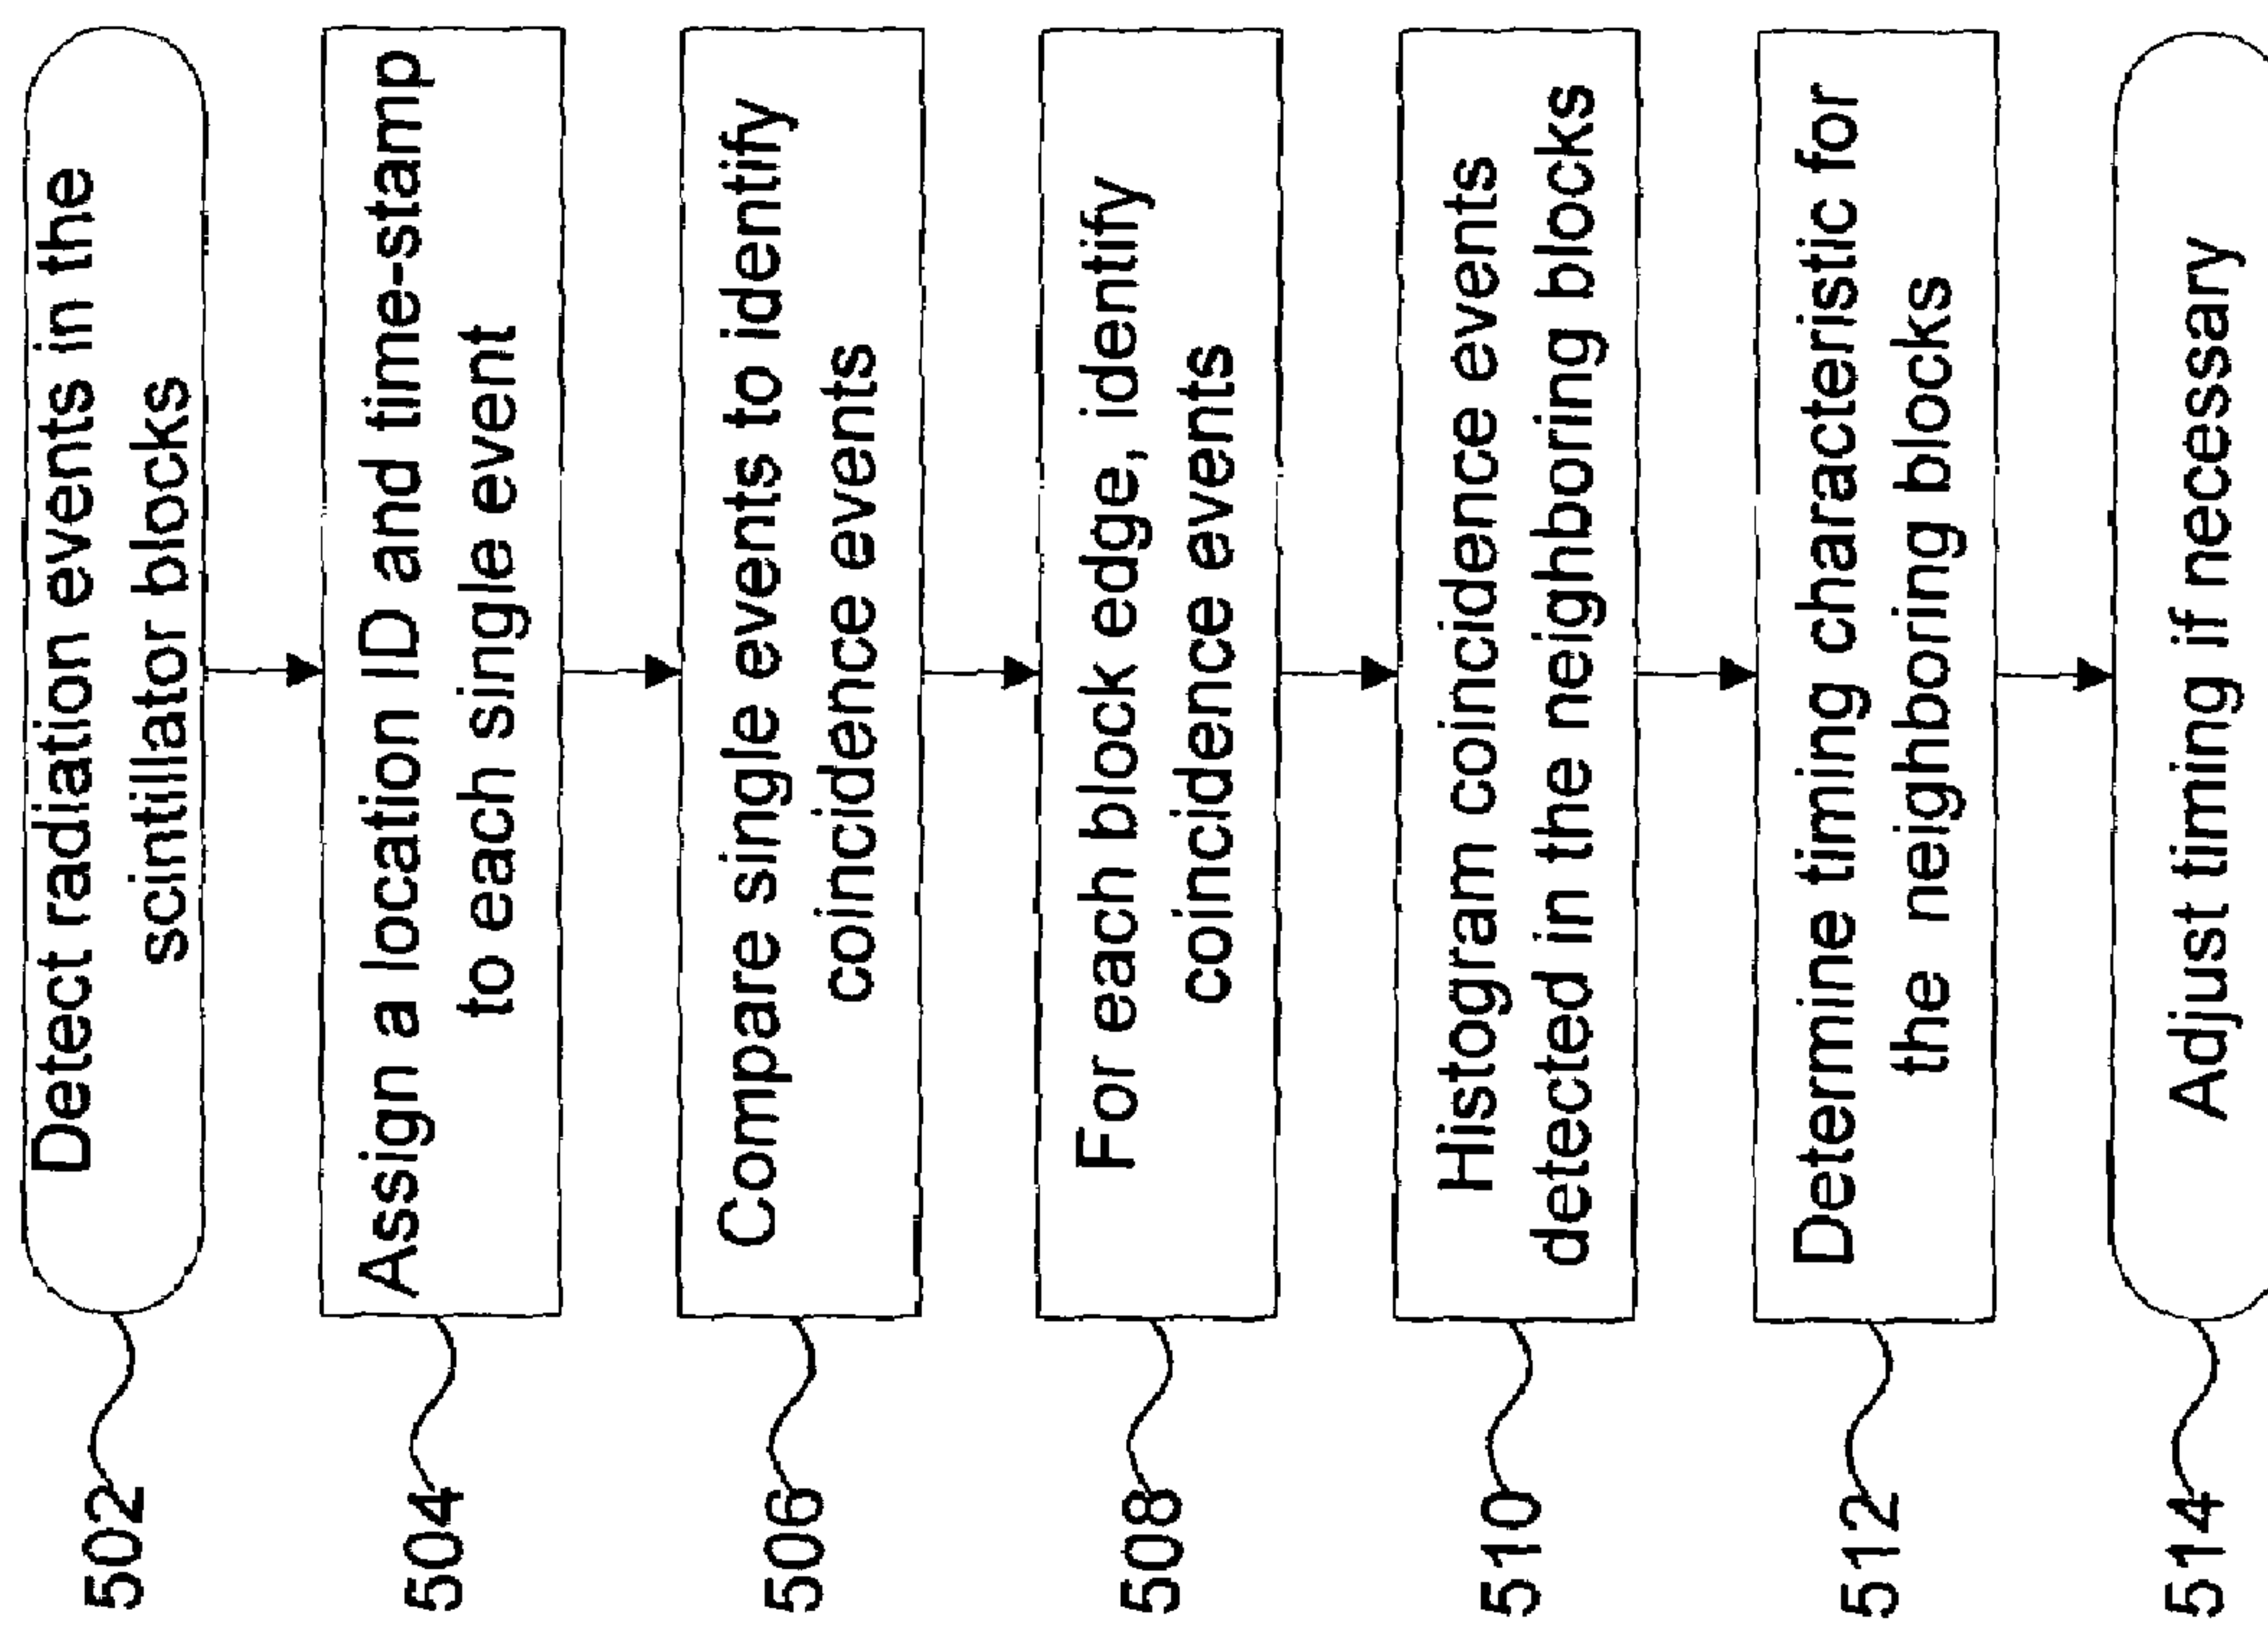 502
Detect radiation events in the
scintillator blocks
504
Assign a location ID and time-stamp
to each single event
506
Compare single events to identify
coincidence events
508
For each block edge, identify
coincidence events
510
Histogram coincidence events
detected in the neighboring blocks
512
Determine timing characteristic for
the neighboring blocks
514
Adjust timing if necessary